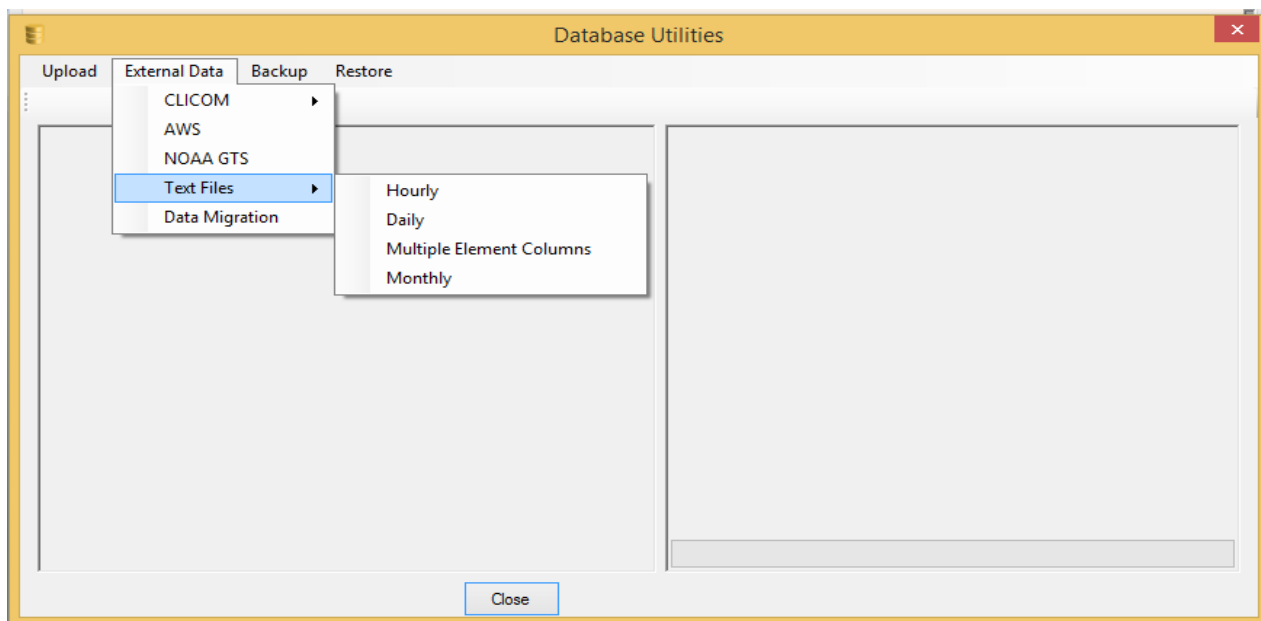 Database Utilities
Upload External Data Backup Restore
CLICOM
AWS
NOAA GTS
Text Files
Data Migration
Hourly
Daily
Multiple Element Columns
Monthly
Close